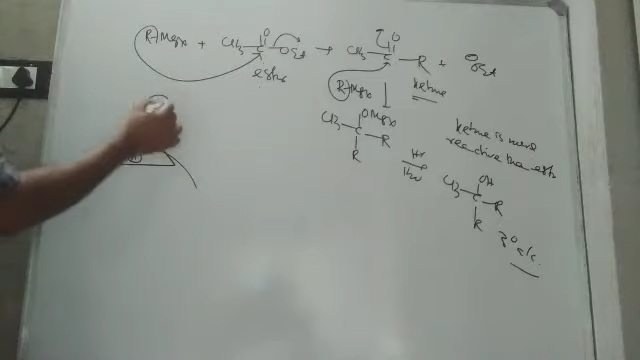 R-MgX + CH3-C-OEt → CH3-C-R + OEt
O
O
ester
ketone
R-MgX
OMgX
CH3-C-R
R
ketone is more
reactive than ester
H+
H2O
OH
CH3-C-R
R
3° alc.